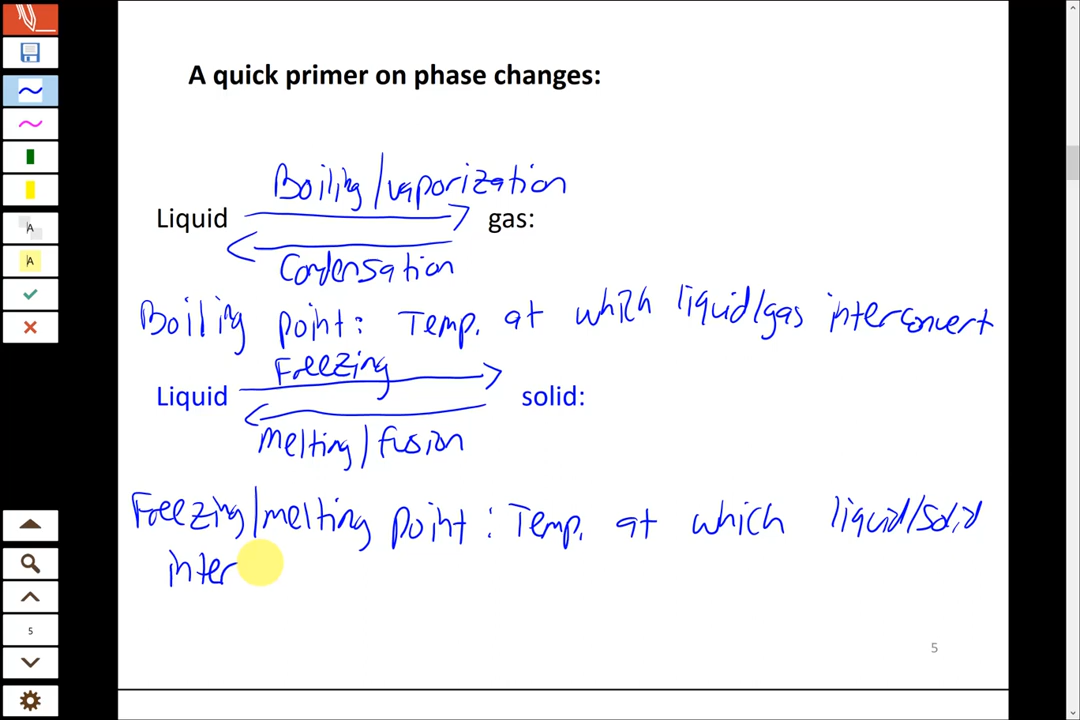 A quick primer on phase changes:
Boiling/vaporization
Liquid gas:
Condensation
Boiling point: Temp. at which liquid/gas interconvert
Freezing
Liquid solid:
Melting/fusion
Freezing/melting point: Temp. at which liquid/solid
inter
A
A
5
5